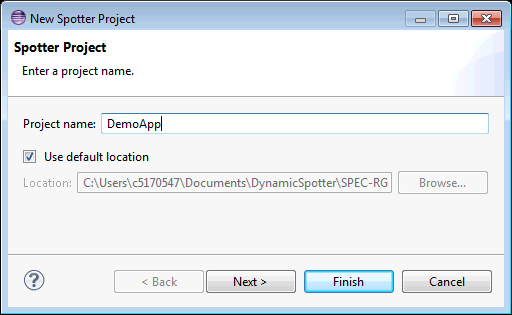 New Spotter Project
Spotter Project
Enter a project name.
Project name: DemoApp
Use default location
Location: C:\Users\c5170547\Documents\DynamicSpotter\SPEC-RG Browse...
? < Back Next > Finish Cancel